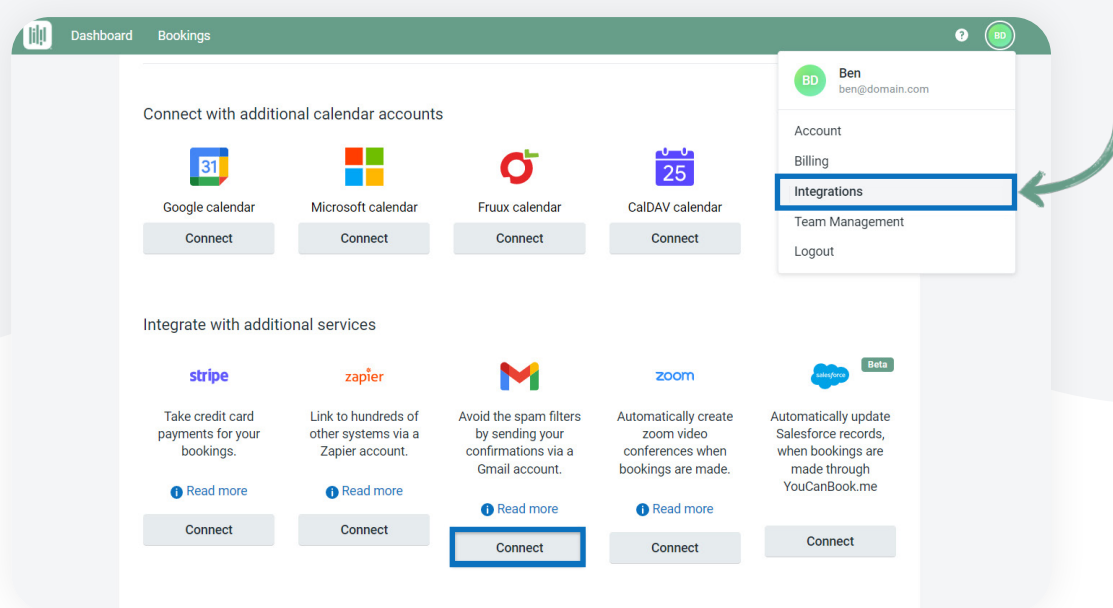 Dashboard Bookings ? BD
BD Ben
ben@domain.com
Account
Billing
Integrations
Team Management
Logout
Connect with additional calendar accounts
31 25
Google calendar Microsoft calendar Fruux calendar CalDAV calendar
Connect Connect Connect Connect
Integrate with additional services
stripe
Take credit card
payments for your
bookings.
i Read more
Connect
zapier
Link to hundreds of
other systems via a
Zapier account.
i Read more
Connect
Avoid the spam filters
by sending your
confirmations via a
Gmail account.
i Read more
Connect
zoom
Automatically create
zoom video
conferences when
bookings are made.
i Read more
Connect
salesforce Beta
Automatically update
Salesforce records,
when bookings are
made through
YouCanBook.me
Connect